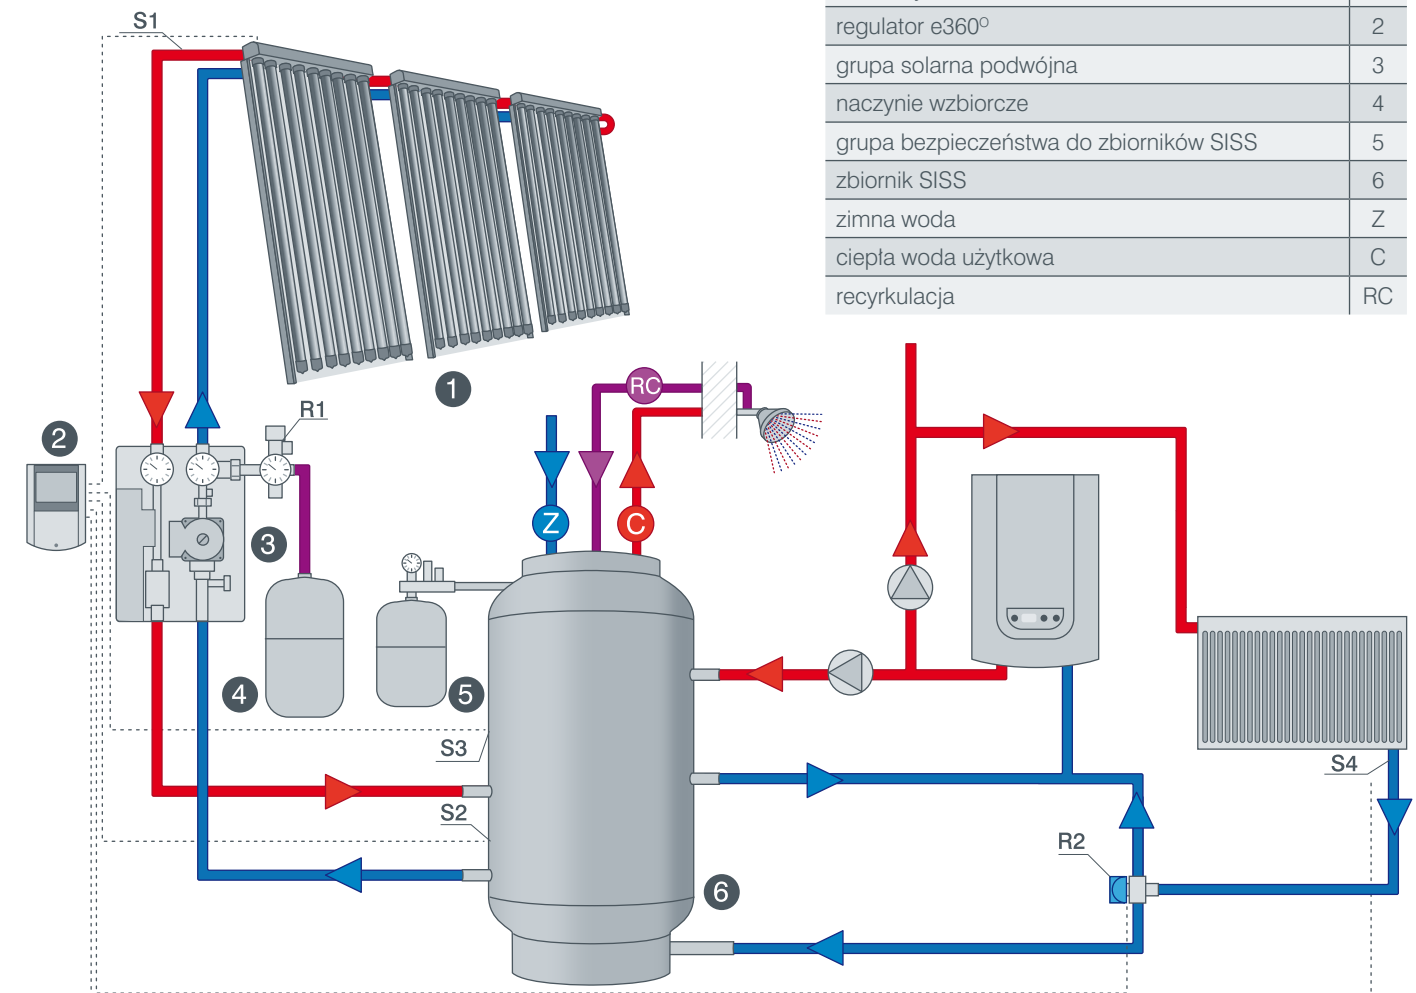 S1
regulator e360º 2
grupa solarna podwójna 3
naczynie wzbiorcze 4
grupa bezpieczeństwa do zbiorników SISS 5
zbiornik SISS 6
zimna woda Z
ciepła woda użytkowa C
recyrkulacja RC
1
RC
R1
2
Z
C
3
4
5
S3
S4
S2
R2
6